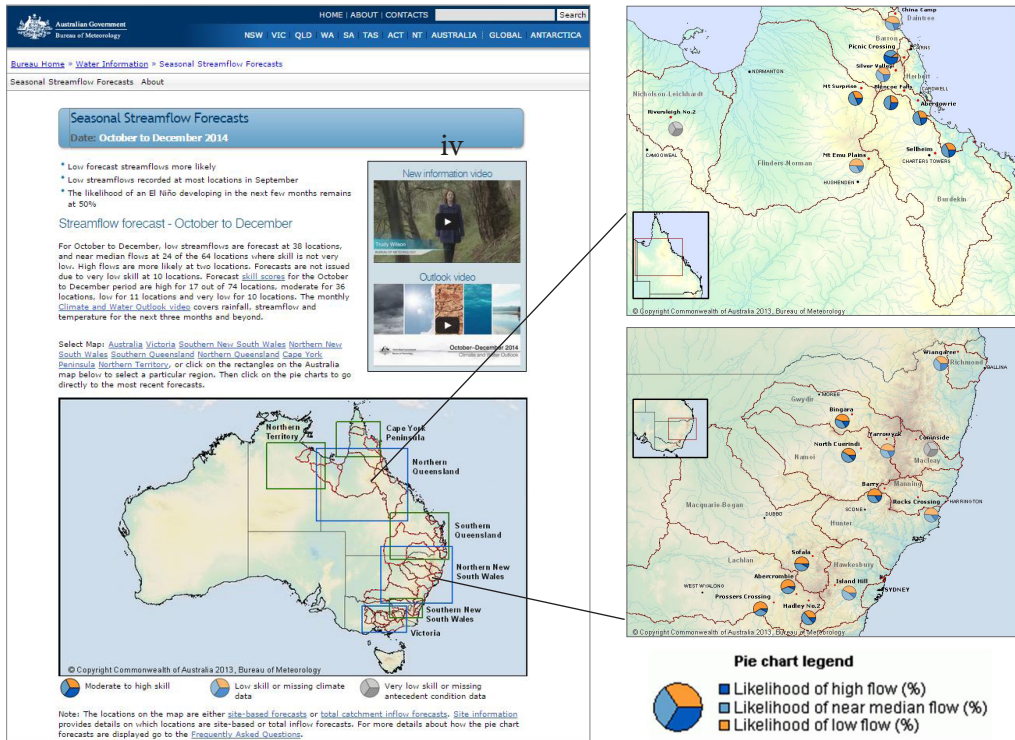 Australian Government
Bureau of Meteorology
HOME | ABOUT | CONTACTS
Search
NSW VIC QLD WA SA TAS ACT NT AUSTRALIA GLOBAL ANTARCTICA
Bureau Home » Water Information » Seasonal Streamflow Forecasts
Seasonal Streamflow Forecasts About
Seasonal Streamflow Forecasts
Date: October to December 2014
iv
Low forecast streamflows more likely
Low streamflows recorded at most locations in September
The likelihood of an El Niño developing in the next few months remains
at 50%
Streamflow forecast - October to December
For October to December, low streamflows are forecast at 38 locations,
and near median flows at 24 of the 64 locations where skill is not very
low. High flows are more likely at two locations. Forecasts are not issued
due to very low skill at 10 locations. Forecast skill scores for the October
to December period are high for 17 out of 74 locations, moderate for 36
locations, low for 11 locations and very low for 10 locations. The monthly
Climate and Water Outlook video covers rainfall, streamflow and
temperature for the next three months and beyond.
Select Map: Australia Victoria Southern New South Wales Northern New
South Wales Southern Queensland Northern Queensland Cape York
Peninsula Northern Territory, or click on the rectangles on the Australia
map below to select a particular region. Then click on the pie charts to go
directly to the most recent forecasts.
New information video
Trudy Wilson
Outlook video
October–December 2014
Climate and Water Outlook
Northern
Territory
Cape York
Peninsula
Northern
Queensland
Southern
Queensland
Northern New
South Wales
Southern New
South Wales
Victoria
© Copyright Commonwealth of Australia 2013, Bureau of Meteorology
Moderate to high skill
Low skill or missing climate
data
Very low skill or missing
antecedent condition data
Note: The locations on the map are either site-based forecasts or total catchment inflow forecasts. Site information
provides details on which locations are site-based or total inflow forecasts. For more details about how the pie chart
forecasts are displayed go to the Frequently Asked Questions.
China Camp
Daintree
Barron
Picnic Crossing
Silver Valley
Herbert
NORMANTON
Mt Surprise
Glencoe Falls
CARDWELL
Abergowrie
Nicholson-Leichhardt
Riversleigh No.2
CAMOOWEAL
Mt Emu Plains
Flinders-Norman
HUGHENDEN
Sellheim
CHARTERS TOWERS
Burdekin
© Copyright Commonwealth of Australia 2013, Bureau of Meteorology
Wiangaree
Richmond
BALLINA
MOREE
Gwydir
Bingara
Yarrowyck
Coninside
North Cuerindi
Namoi
Macleay
Barry
Manning
Rocks Crossing
HARRINGTON
Macquarie-Bogan
SCONE
DUBBO
Hunter
Sofala
Lachlan
Hawkesbury
Abercrombie
Island Hill
WEST WYALONG
SYDNEY
Prossers Crossing
Hadley No.2
© Copyright Commonwealth of Australia 2013, Bureau of Meteorology
Pie chart legend
Likelihood of high flow (%)
Likelihood of near median flow (%)
Likelihood of low flow (%)